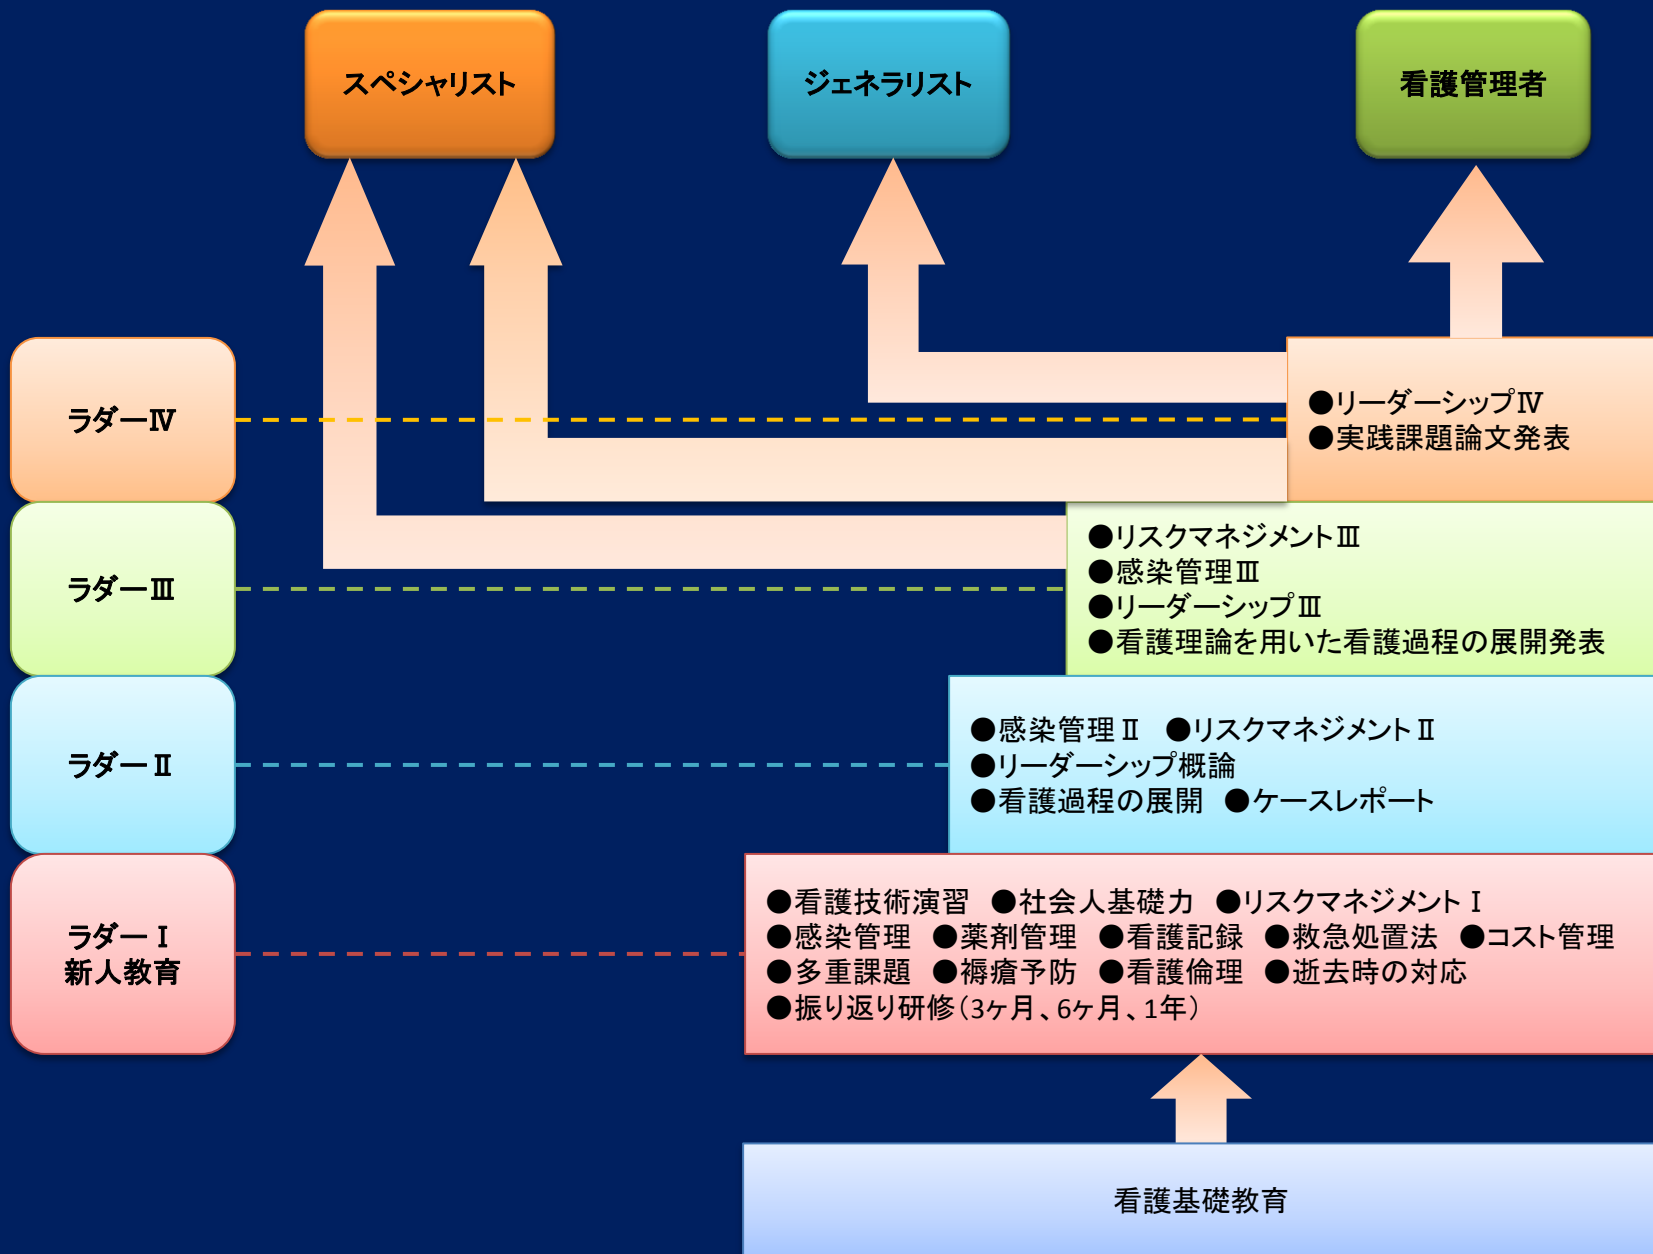 スペシャリスト
ジェネラリスト
看護管理者
ラダーⅣ
●リーダーシップⅣ
●実践課題論文発表
ラダーⅢ
●リスクマネジメントⅢ
●感染管理Ⅲ
●リーダーシップⅢ
●看護理論を用いた看護過程の展開発表
ラダーⅡ
●感染管理Ⅱ ●リスクマネジメントⅡ
●リーダーシップ概論
●看護過程の展開 ●ケースレポート
ラダーⅠ
新人教育
●看護技術演習 ●社会人基礎力 ●リスクマネジメントⅠ
●感染管理 ●薬剤管理 ●看護記録 ●救急処置法 ●コスト管理
●多重課題 ●褥瘡予防 ●看護倫理 ●逝去時の対応
●振り返り研修（3ヶ月、6ヶ月、1年）
看護基礎教育